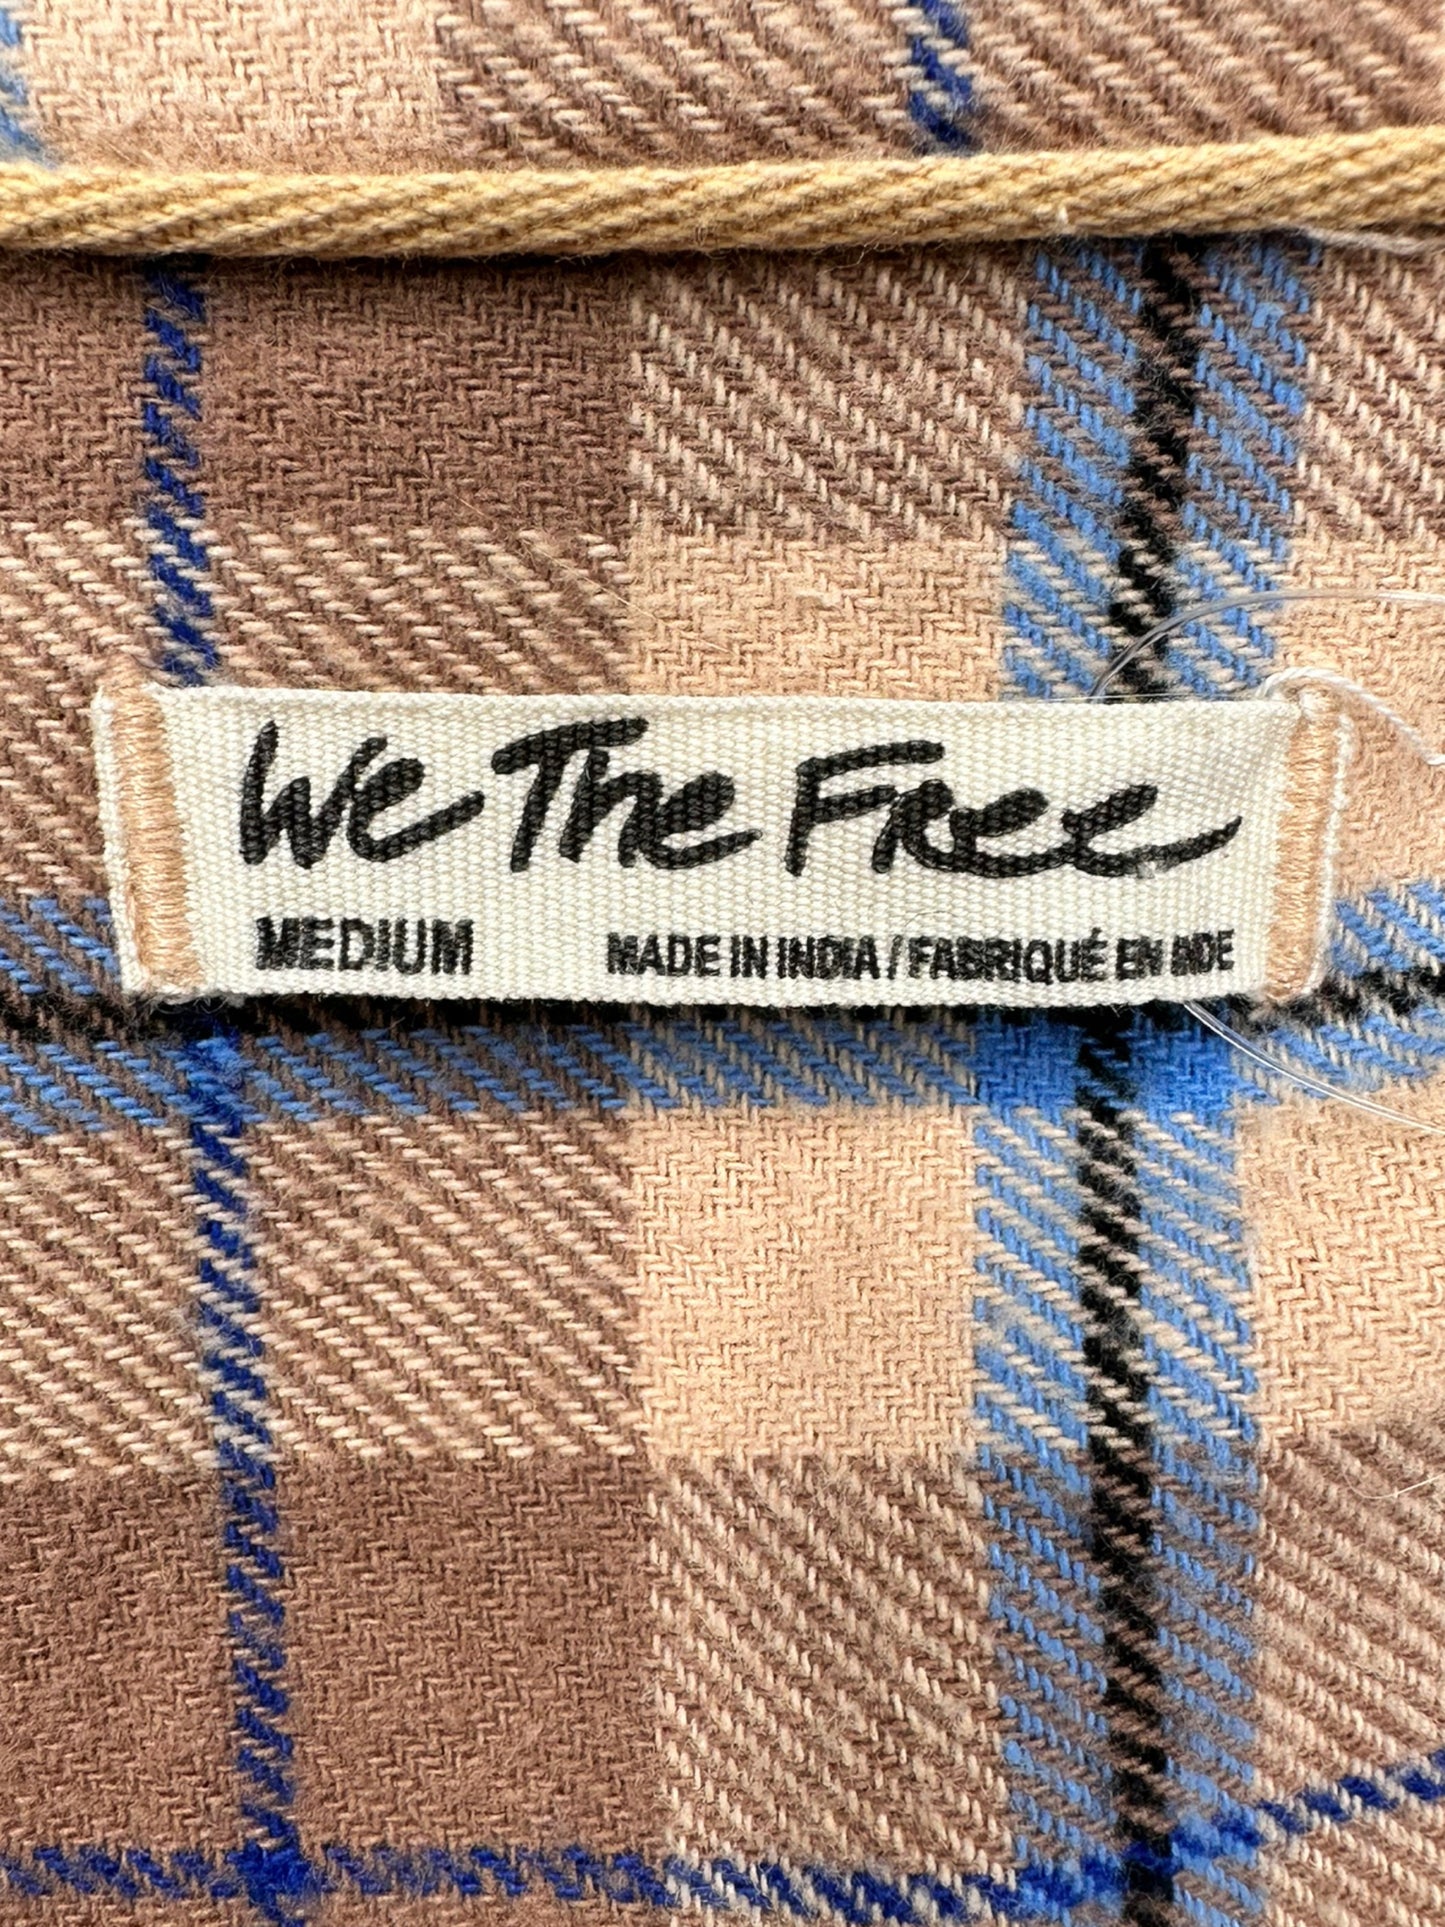 We The Free
MEDIUM MADE IN INDIA / FABRIQUÉ EN INDE